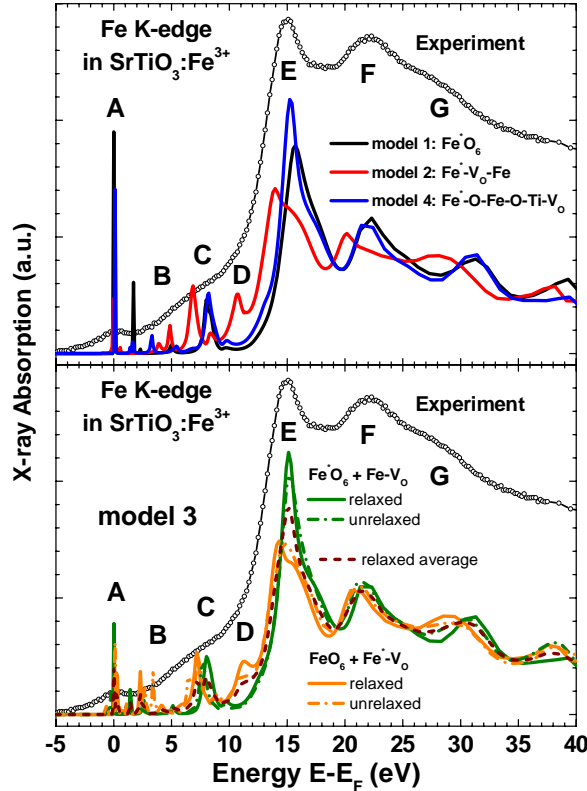 Fe K-edge
in SrTiO3:Fe3+
Experiment
A
B
C
D
E
F
G
model 1: Fe*O6
model 2: Fe*-VO-Fe
model 4: Fe*-O-Fe-O-Ti-VO
X-ray Absorption (a.u.)
Fe K-edge
in SrTiO3:Fe3+
Experiment
model 3
A
B
C
D
E
F
G
Fe*O6 + Fe-VO
relaxed
unrelaxed
relaxed average
FeO6 + Fe*-VO
relaxed
unrelaxed
-5 0 5 10 15 20 25 30 35 40
Energy E-EF (eV)